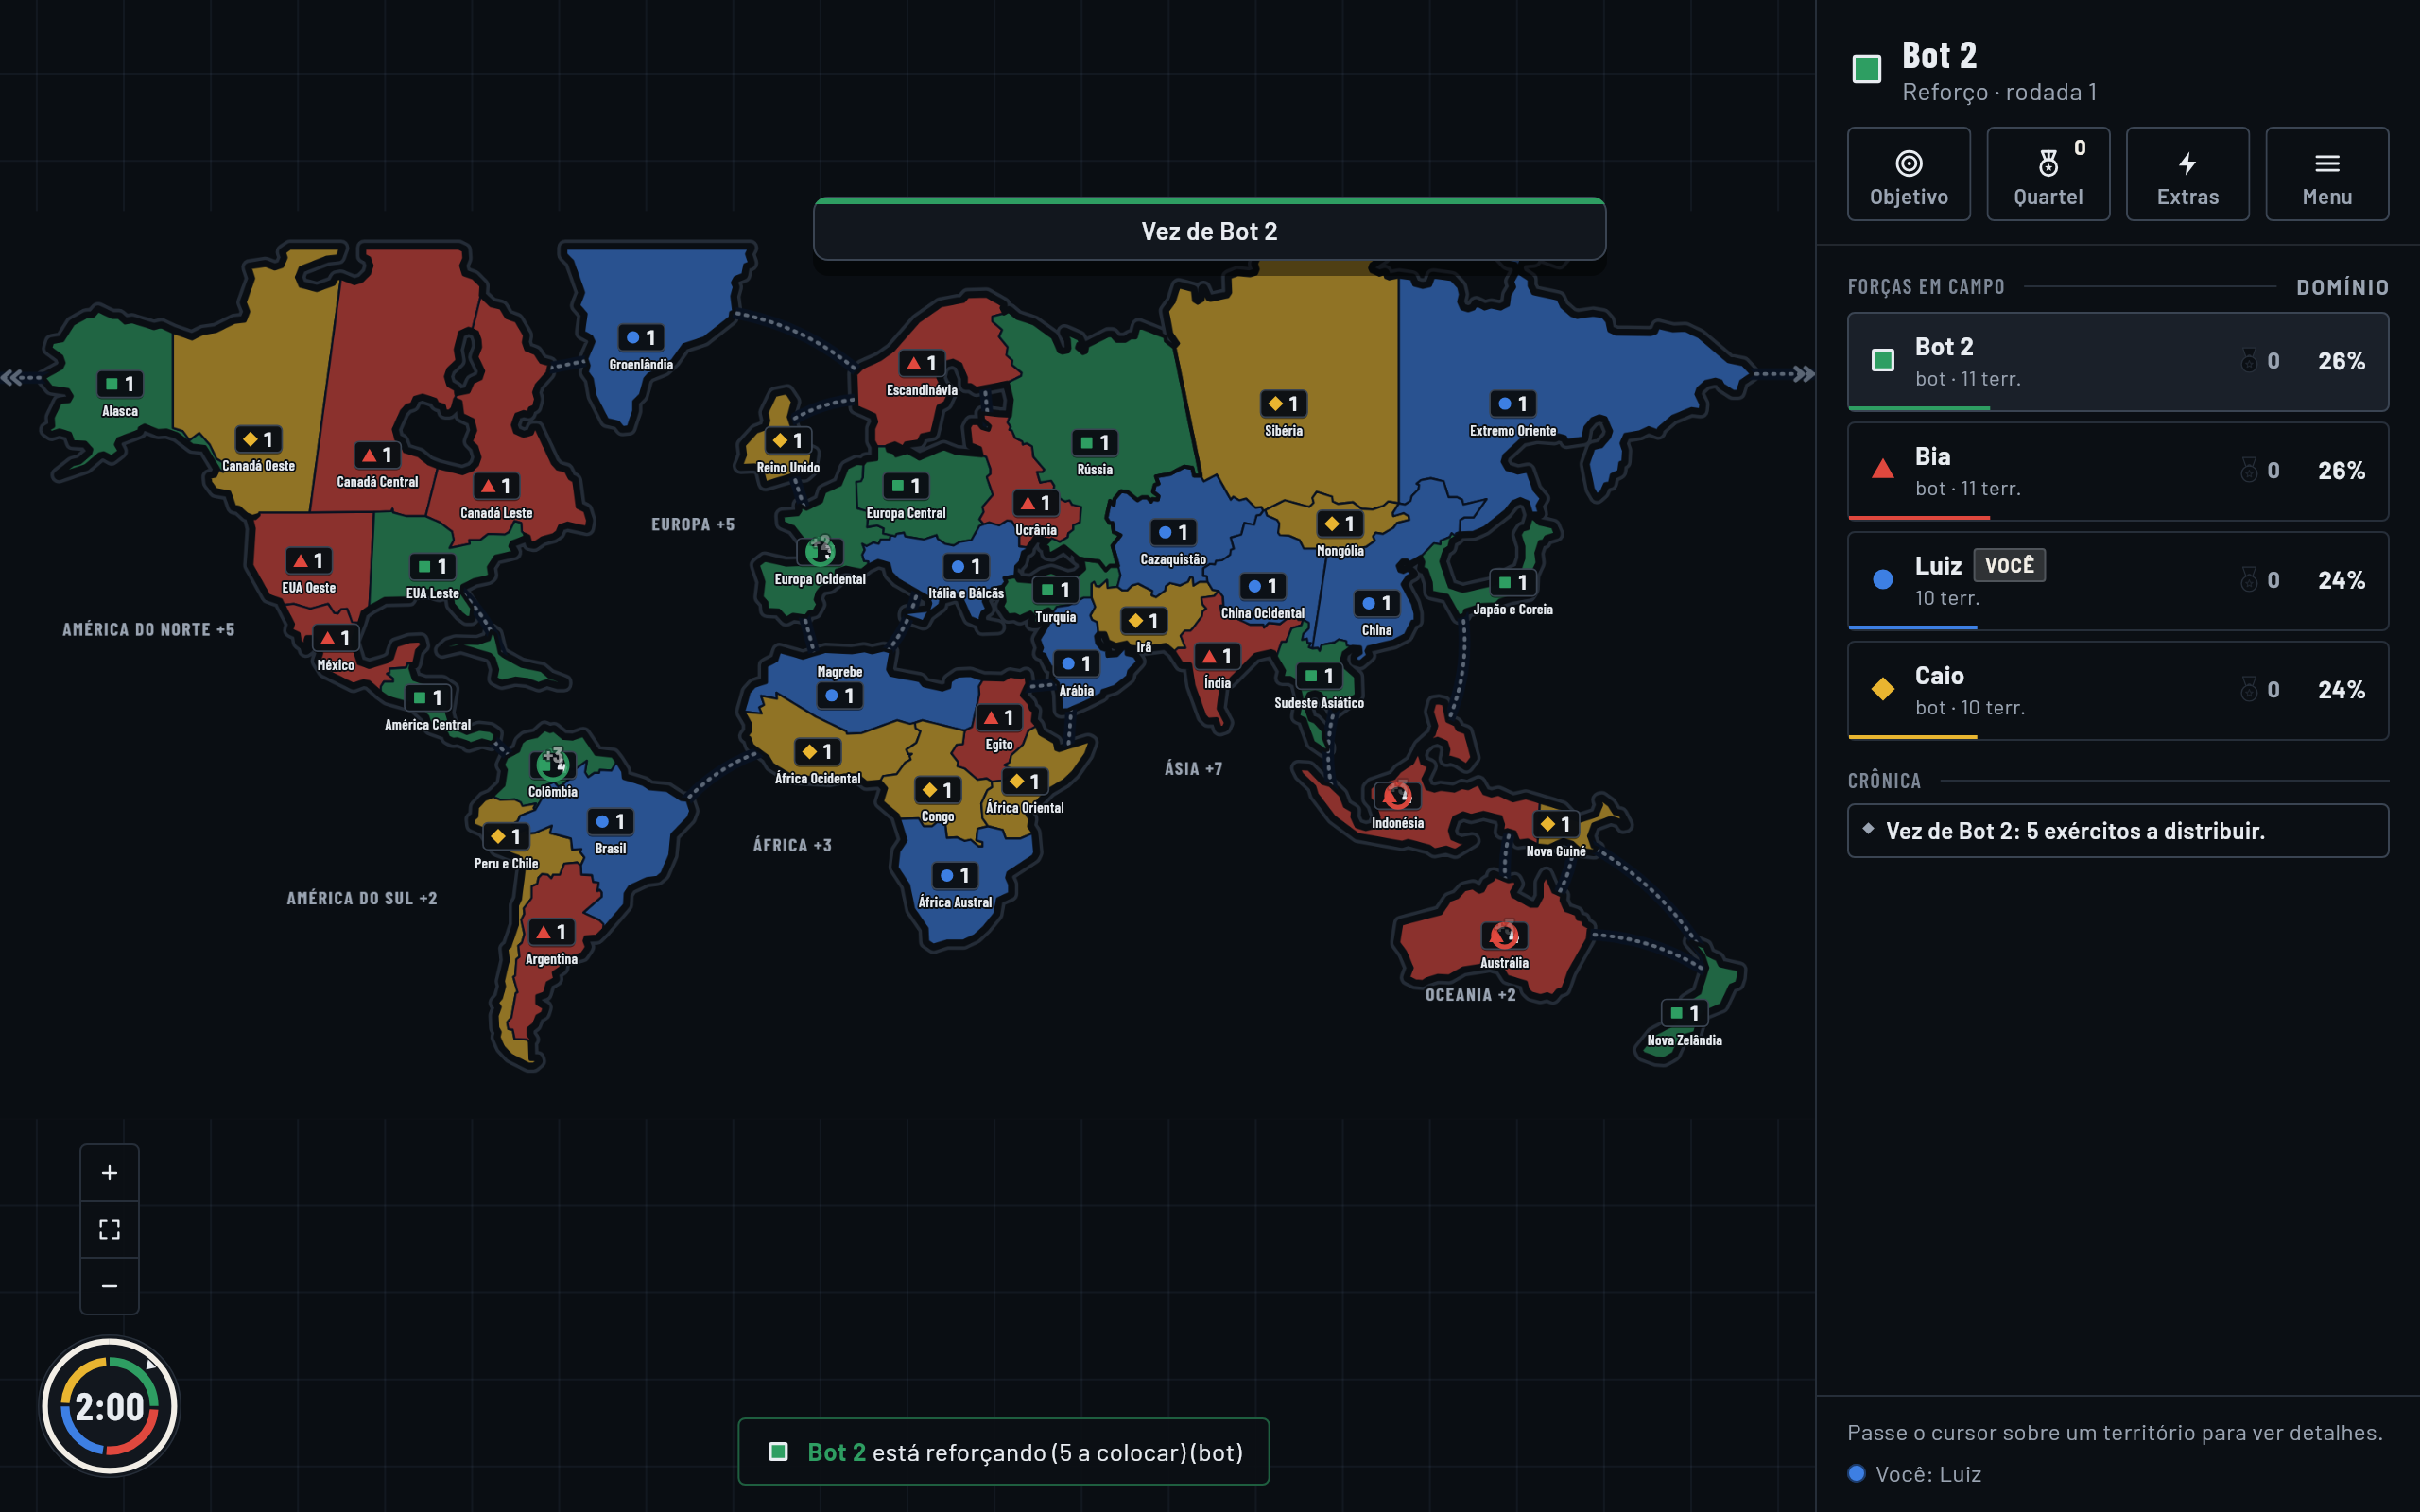 Bot 2
Reforço · rodada 1
Objetivo
0
Quartel
Extras
Menu
Vez de Bot 2
FORÇAS EM CAMPO
DOMÍNIO
Bot 2
bot · 11 terr.
0
26%
Bia
bot · 11 terr.
0
26%
Luiz VOCÊ
10 terr.
0
24%
Caio
bot · 10 terr.
0
24%
CRÔNICA
Vez de Bot 2: 5 exércitos a distribuir.
1
Alasca
1
Canadá Oeste
1
Canadá Central
1
Canadá Leste
1
Groenlândia
1
EUA Oeste
1
EUA Leste
1
México
1
América Central
AMÉRICA DO NORTE +5
+3
Colômbia
1
Peru e Chile
1
Brasil
1
Argentina
AMÉRICA DO SUL +2
EUROPA +5
1
Escandinávia
1
Reino Unido
1
Europa Central
1
Ucrânia
1
Rússia
+2
Europa Ocidental
1
Itália e Bálcãs
Magrebe
1
1
Egito
1
África Ocidental
1
Congo
1
África Oriental
1
África Austral
ÁFRICA +3
1
Sibéria
1
Extremo Oriente
1
Cazaquistão
1
Mongólia
1
China Ocidental
1
China
1
Japão e Coreia
1
Turquia
1
Irã
1
Arábia
1
Índia
1
Sudeste Asiático
ÁSIA +7
Indonésia
1
Nova Guiné
Austrália
OCEANIA +2
1
Nova Zelândia
+
−
2:00
Bot 2 está reforçando (5 a colocar) (bot)
Passe o cursor sobre um território para ver detalhes.
Você: Luiz